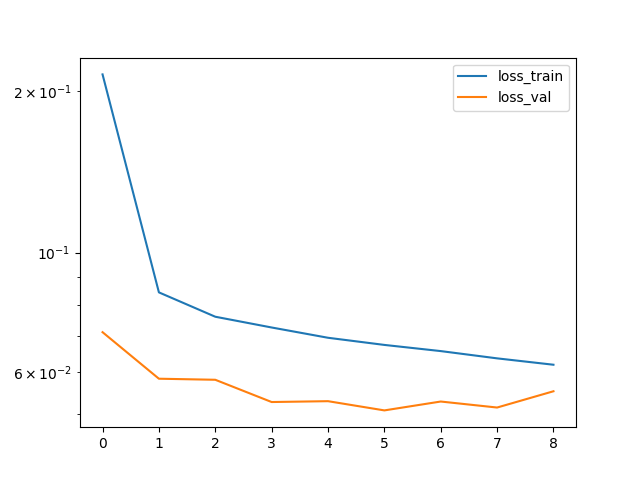 loss_train
loss_val
2 × 10⁻¹
10⁻¹
6 × 10⁻²
0 1 2 3 4 5 6 7 8